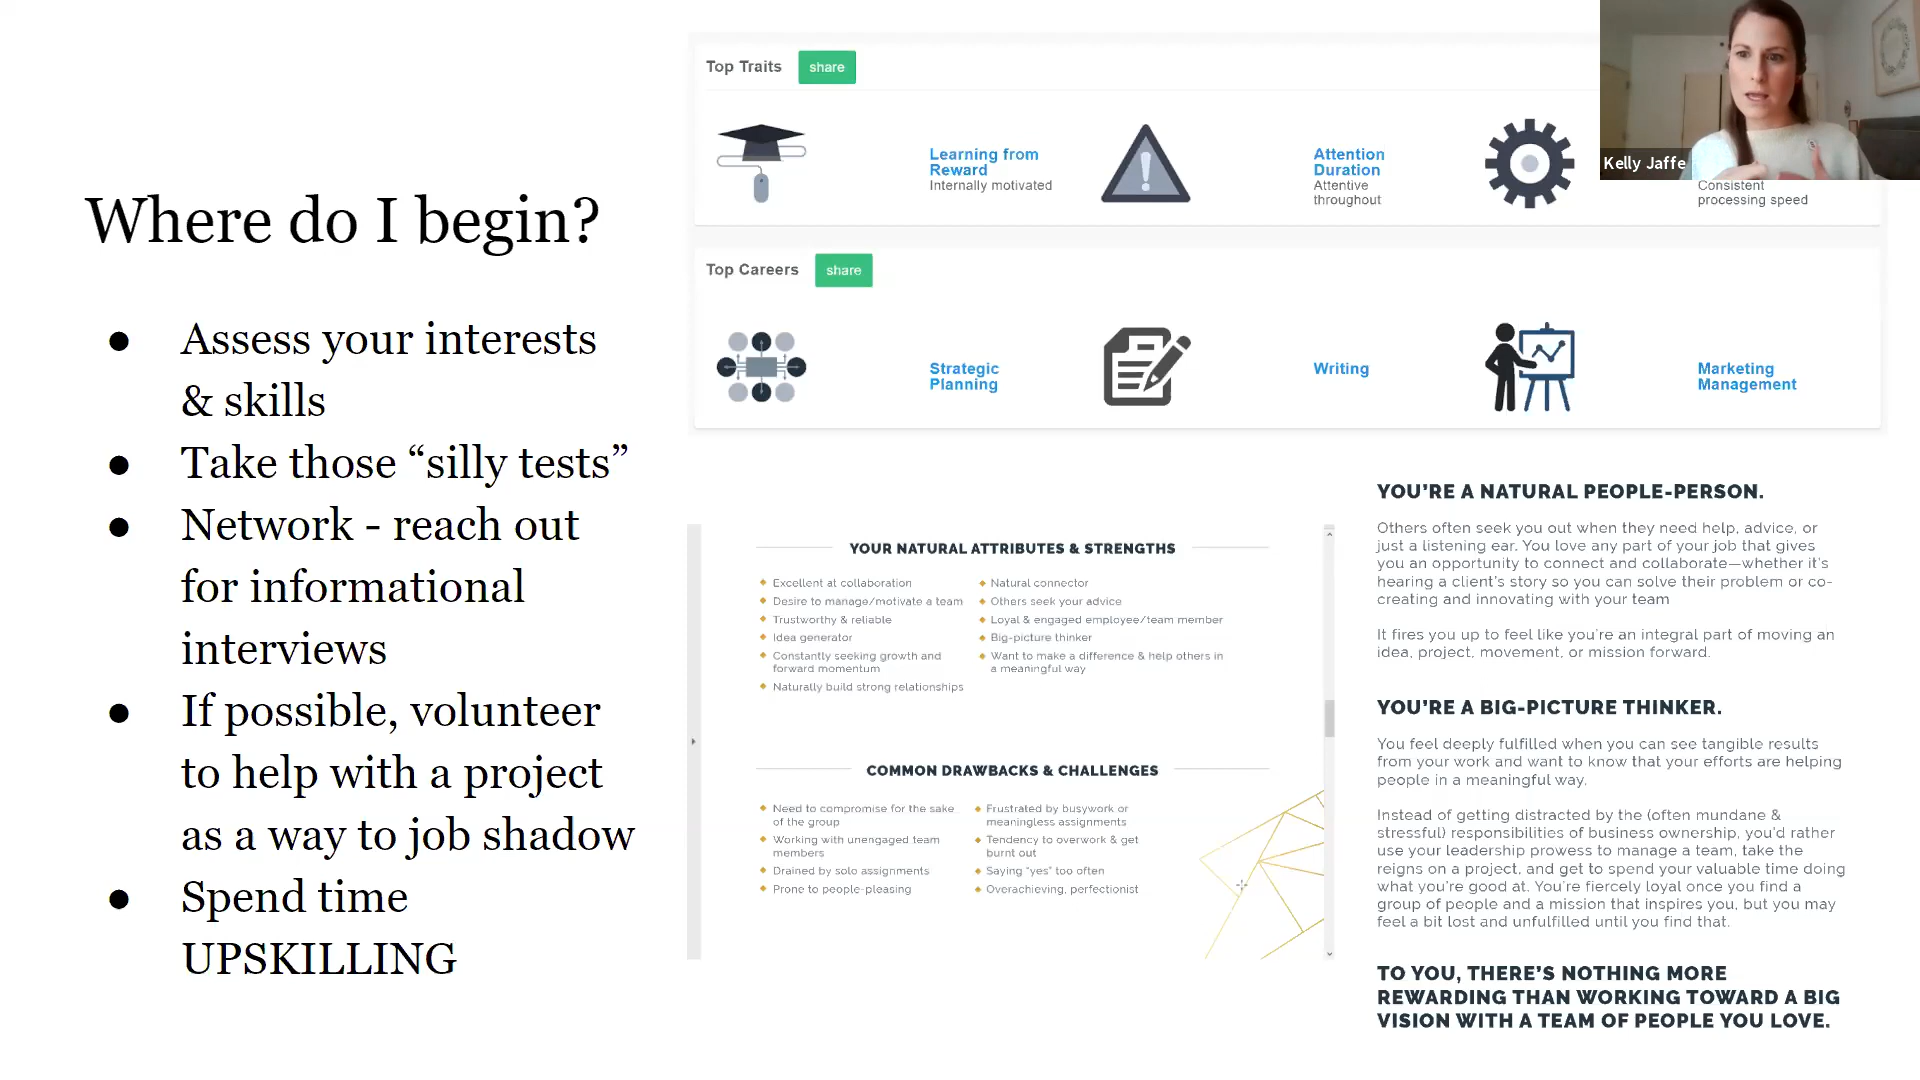 Where do I begin?
● Assess your interests
& skills
● Take those “silly tests”
● Network - reach out
for informational
interviews
● If possible, volunteer
to help with a project
as a way to job shadow
● Spend time
UPSKILLING
Top Traits share
Learning from
Reward
Internally motivated
Attention
Duration
Attentive
throughout
Consistent
processing speed
Kelly Jaffe
Top Careers share
Strategic
Planning
Writing
Marketing
Management
YOUR NATURAL ATTRIBUTES & STRENGTHS
Excellent at collaboration
Desire to manage/motivate a team
Trustworthy & reliable
Idea generator
Constantly seeking growth and
forward momentum
Naturally build strong relationships
Natural connector
Others seek your advice
Loyal & engaged employee/team member
Big-picture thinker
Want to make a difference & help others in
a meaningful way
COMMON DRAWBACKS & CHALLENGES
Need to compromise for the sake
of the group
Working with unengaged team
members
Drained by solo assignments
Prone to people-pleasing
Frustrated by busywork or
meaningless assignments
Tendency to overwork & get
burnt out
Saying “yes” too often
Overachieving, perfectionist
YOU’RE A NATURAL PEOPLE-PERSON.
Others often seek you out when they need help, advice, or
just a listening ear. You love any part of your job that gives
you an opportunity to connect and collaborate—whether it’s
hearing a client’s story so you can solve their problem or co-
creating and innovating with your team
It fires you up to feel like you’re an integral part of moving an
idea, project, movement, or mission forward.
YOU’RE A BIG-PICTURE THINKER.
You feel deeply fulfilled when you can see tangible results
from your work and want to know that your efforts are helping
people in a meaningful way.
Instead of getting distracted by the (often mundane &
stressful) responsibilities of business ownership, you’d rather
use your leadership prowess to manage a team, take the
reigns on a project, and get to spend your valuable time doing
what you’re good at. You’re fiercely loyal once you find a
group of people and a mission that inspires you, but you may
feel a bit lost and unfulfilled until you find that.
TO YOU, THERE’S NOTHING MORE
REWARDING THAN WORKING TOWARD A BIG
VISION WITH A TEAM OF PEOPLE YOU LOVE.